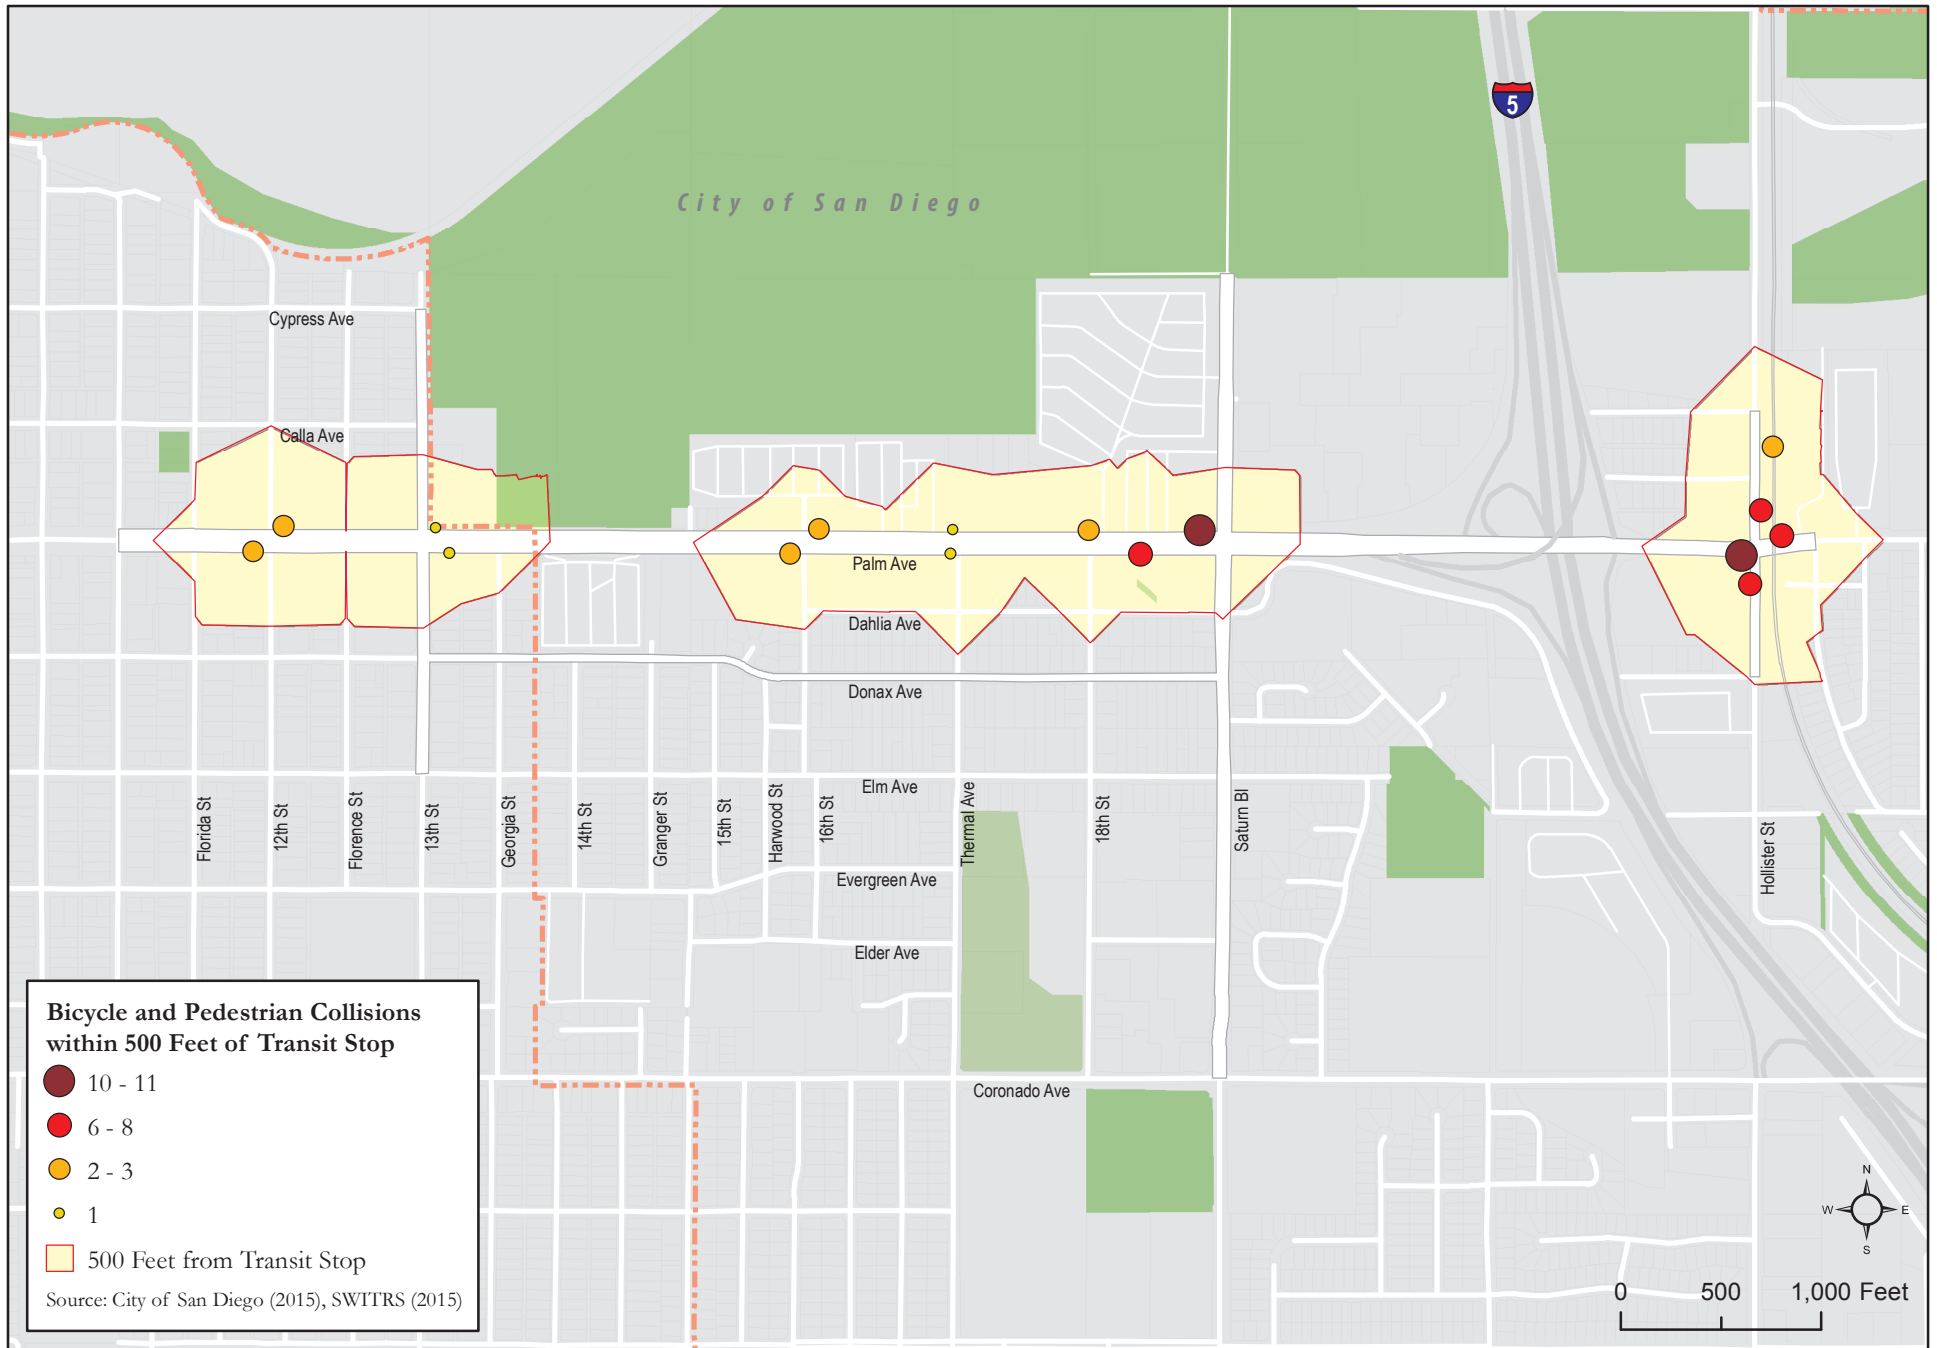 5
City of San Diego
Cypress Ave
Calla Ave
Palm Ave
Dahlia Ave
Donax Ave
Elm Ave
Florida St
12th St
Florence St
13th St
Georgia St
14th St
Granger St
15th St
Harwood St
16th St
Thermal Ave
18th St
Saturn Bl
Hollister St
Evergreen Ave
Elder Ave
Coronado Ave
Bicycle and Pedestrian Collisions
within 500 Feet of Transit Stop
10 - 11
6 - 8
2 - 3
1
500 Feet from Transit Stop
Source: City of San Diego (2015), SWITRS (2015)
N
W E
S
0 500 1,000 Feet